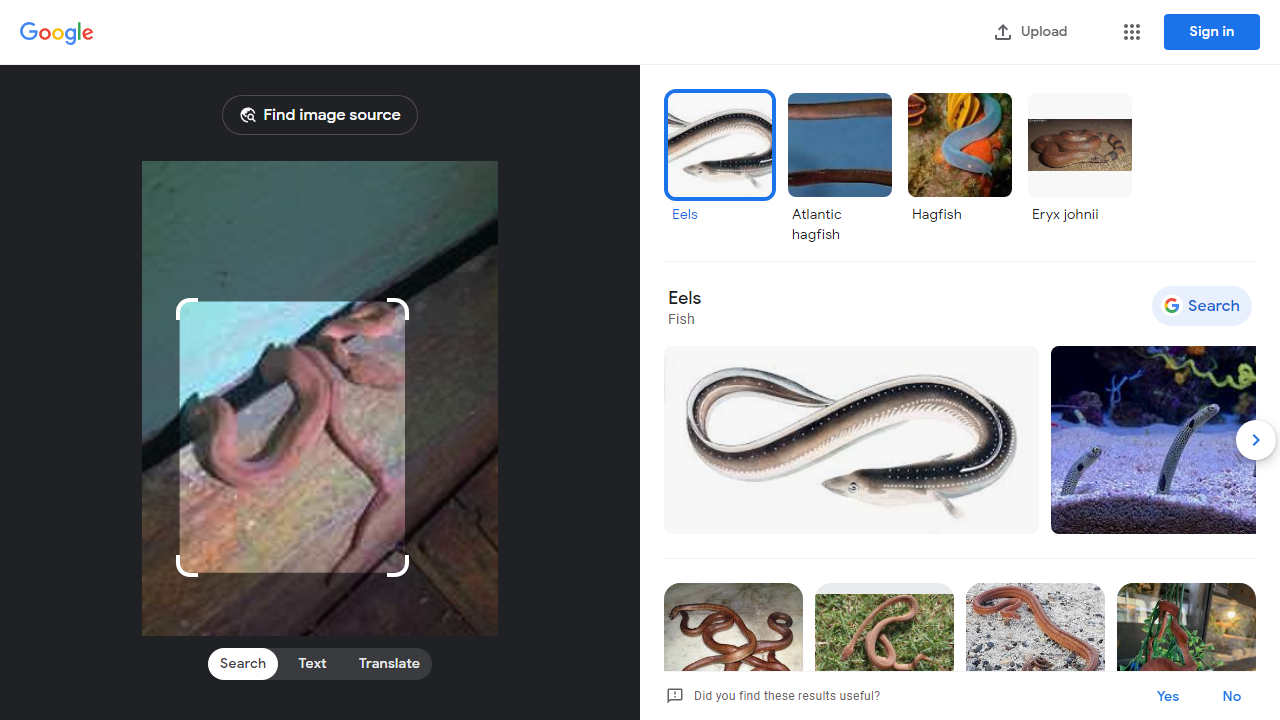 Google
Upload
Sign in
Find image source
Eels
Atlantic
hagfish
Hagfish
Eryx johnii
Eels
Fish
Search
Search
Text
Translate
Did you find these results useful?
Yes
No